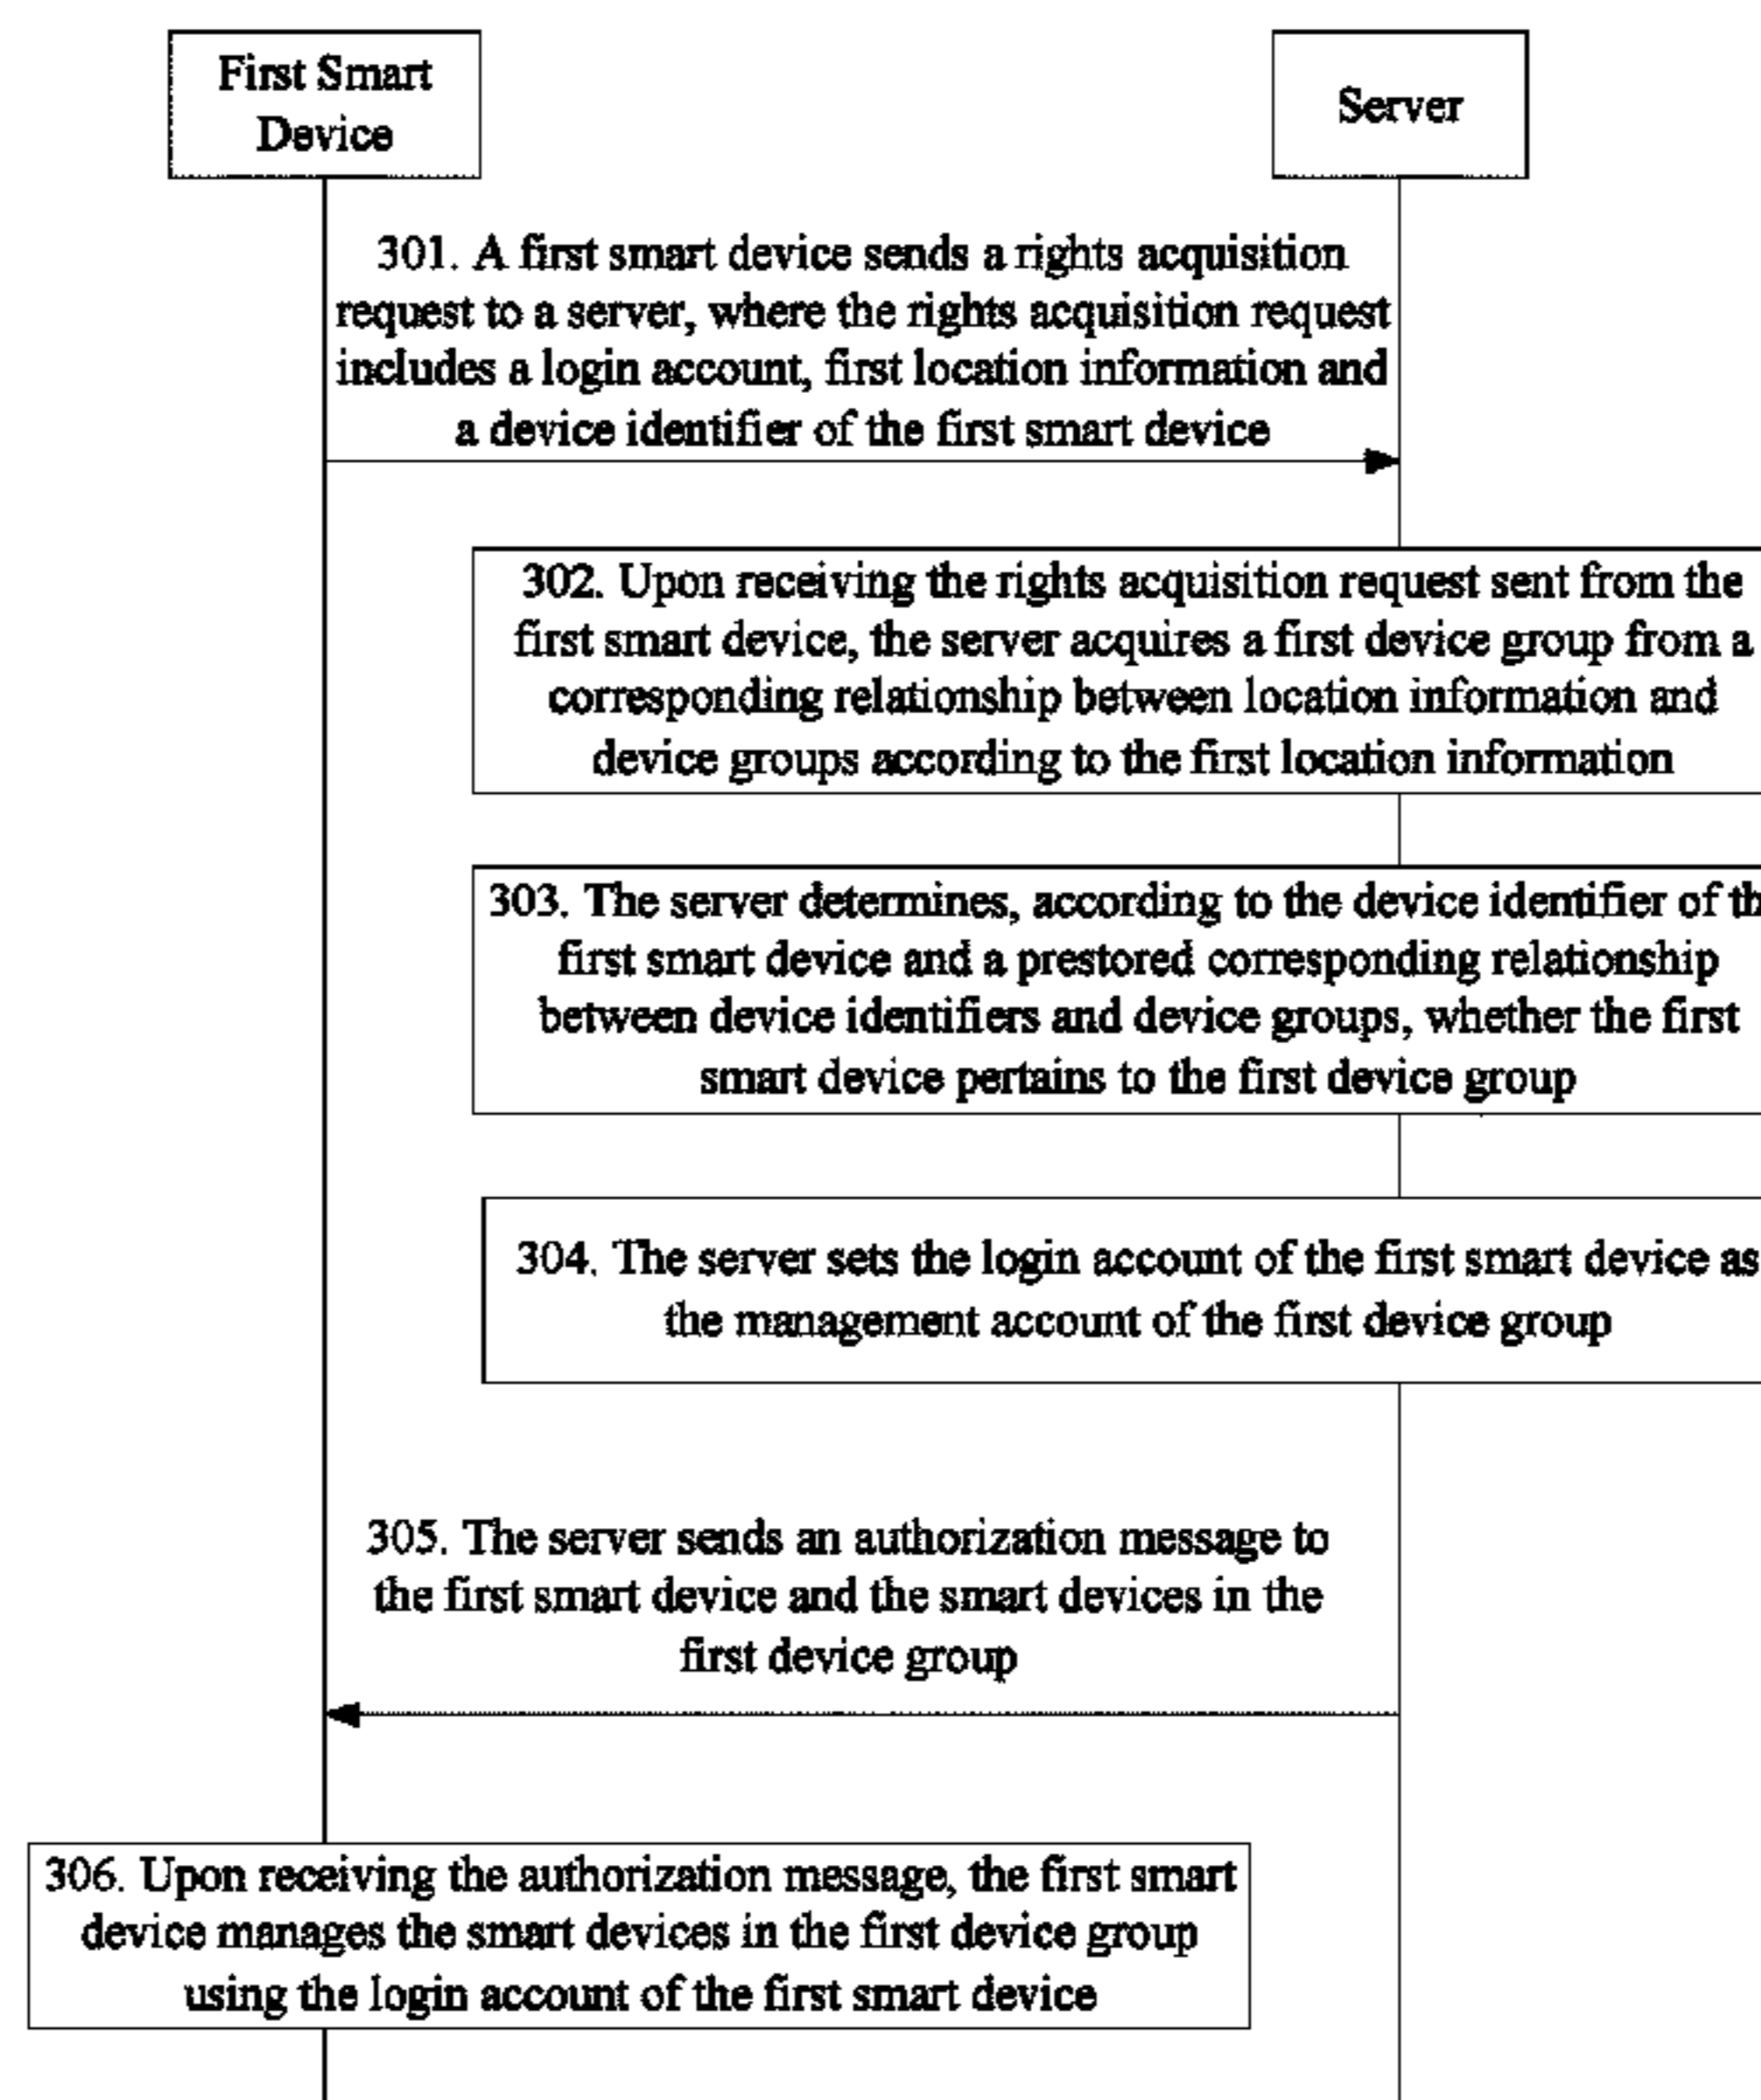 First Smart
Device
Server
301. A first smart device sends a rights acquisition
request to a server, where the rights acquisition request
includes a login account, first location information and
a device identifier of the first smart device
302. Upon receiving the rights acquisition request sent from the
first smart device, the server acquires a first device group from a
corresponding relationship between location information and
device groups according to the first location information
303. The server determines, according to the device identifier of th
first smart device and a prestored corresponding relationship
between device identifiers and device groups, whether the first
smart device pertains to the first device group
304. The server sets the login account of the first smart device as
the management account of the first device group
305. The server sends an authorization message to
the first smart device and the smart devices in the
first device group
306. Upon receiving the authorization message, the first smart
device manages the smart devices in the first device group
using the login account of the first smart device